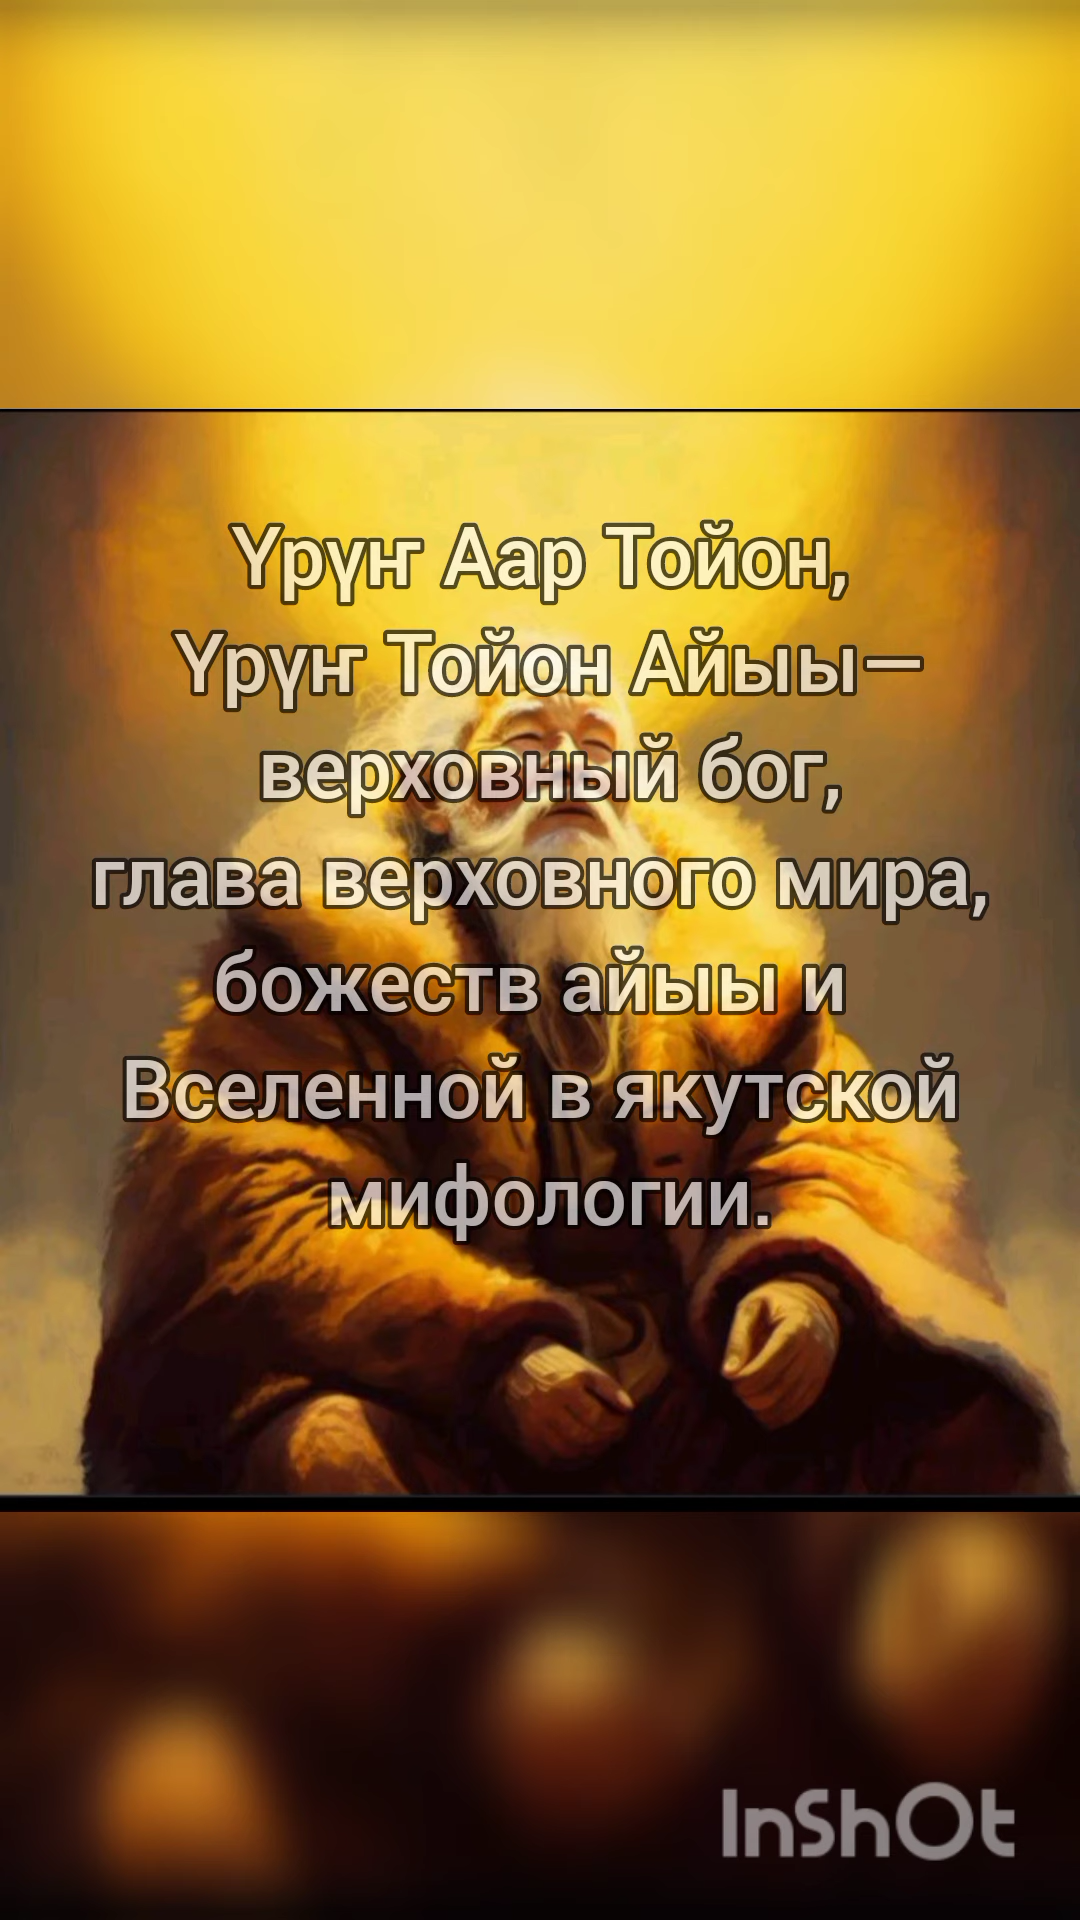 Үрүҥ Аар Тойон,
Үрүҥ Тойон Айыы—
верховный бог,
глава верховного мира,
божеств айыы и
Вселенной в якутской
мифологии.
InShOt